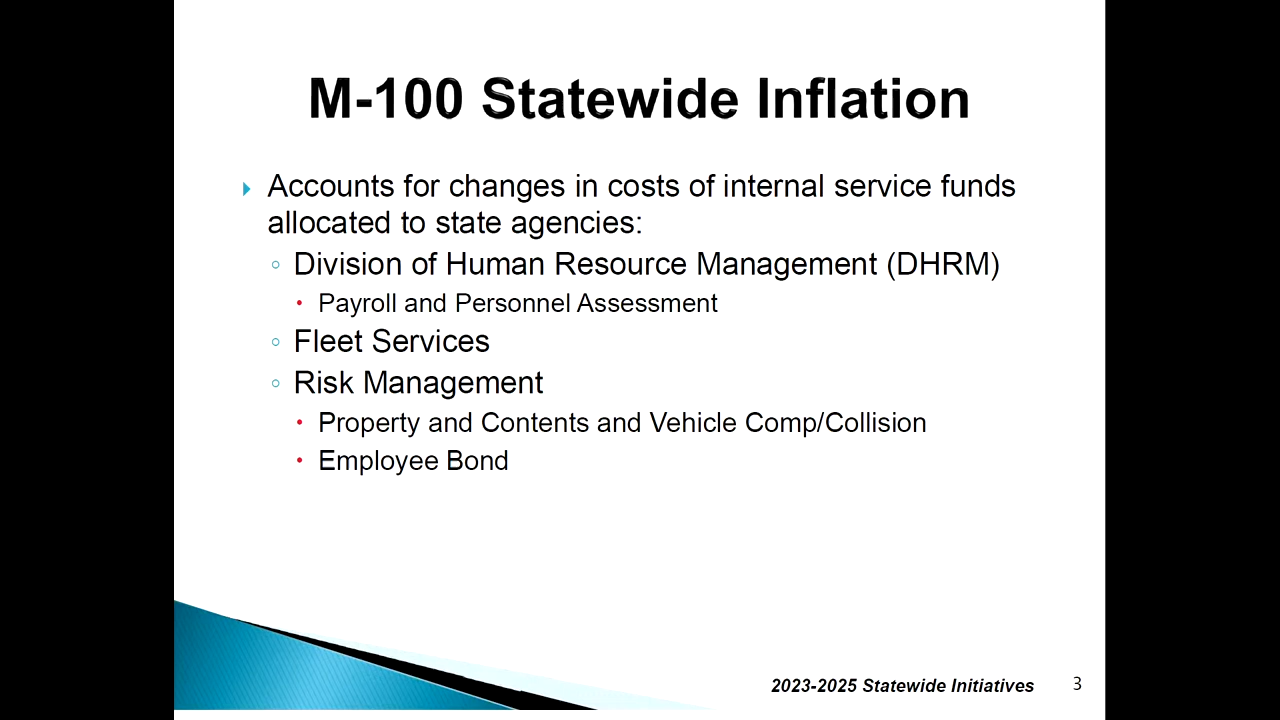 M-100 Statewide Inflation
Accounts for changes in costs of internal service funds
allocated to state agencies:
Division of Human Resource Management (DHRM)
Payroll and Personnel Assessment
Fleet Services
Risk Management
Property and Contents and Vehicle Comp/Collision
Employee Bond
2023-2025 Statewide Initiatives
3